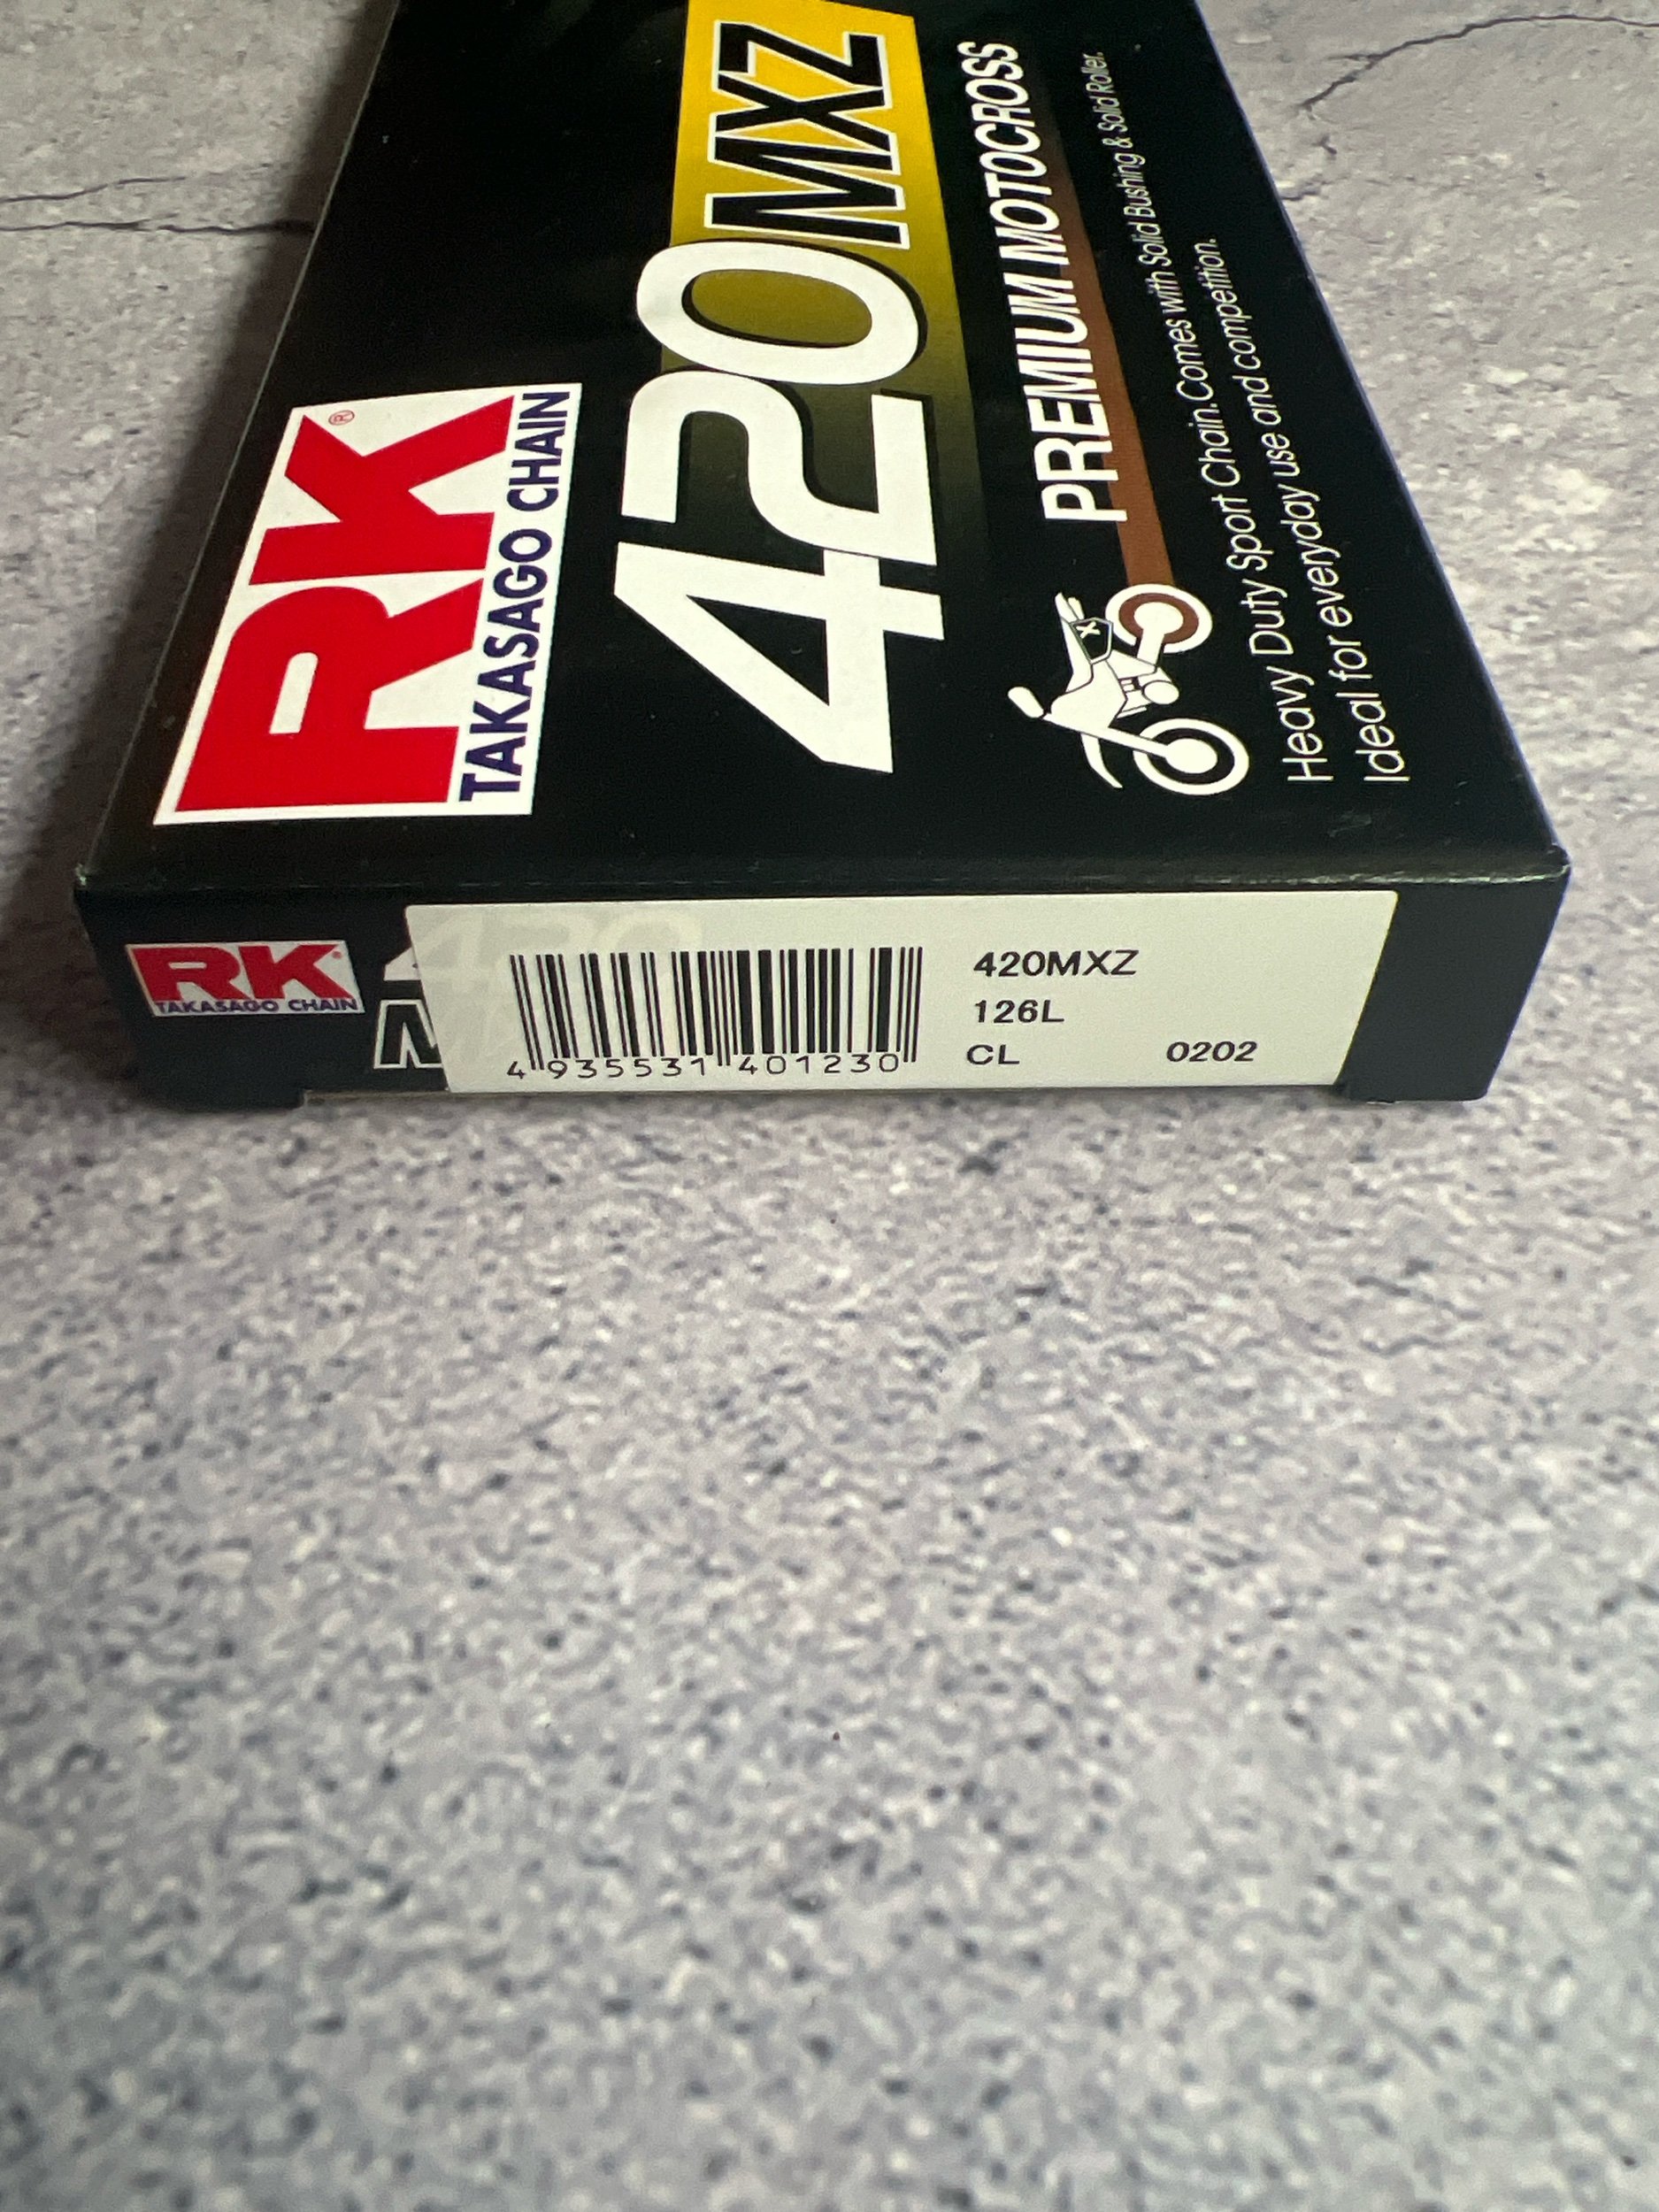 RK®
TAKASAGO CHAIN
420MXZ
PREMIUM MOTOCROSS
Heavy Duty Sport Chain.Comes with Solid Bushing & Solid Roller.
Ideal for everyday use and competition.
RK
TAKASAGO CHAIN
420
M
4 935531 401230
420MXZ
126L
CL 0202